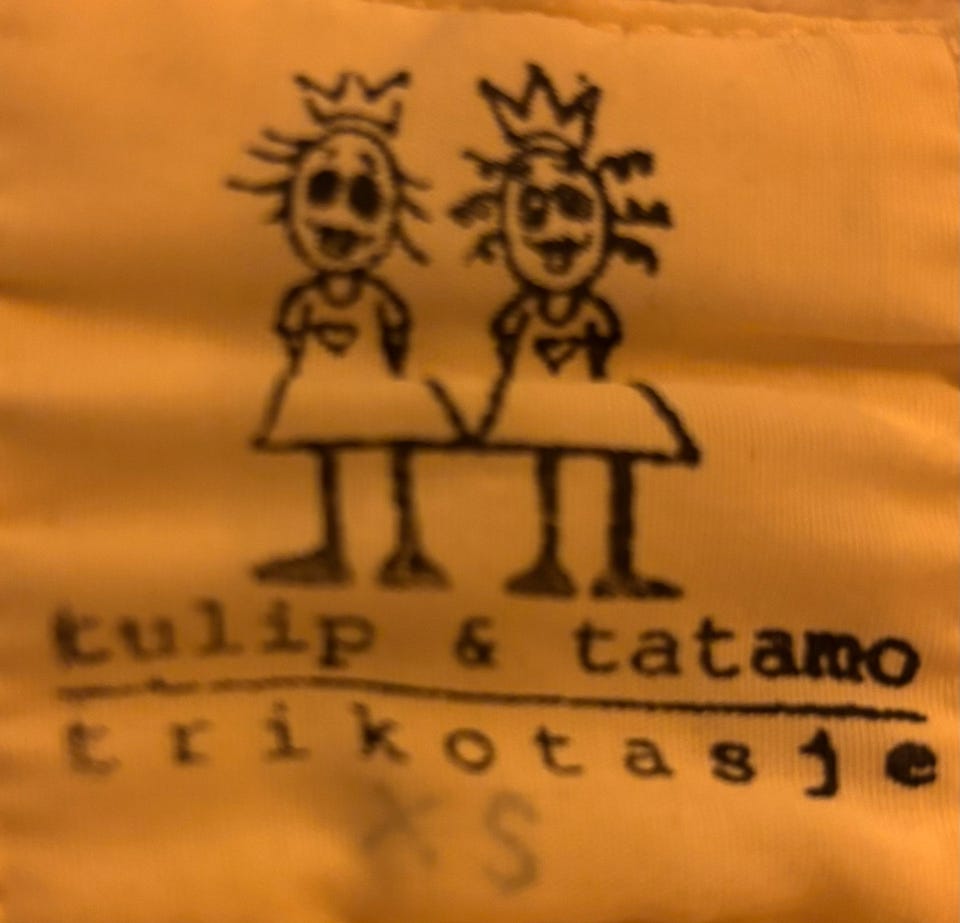 tulip & tatamo
trikotasje
XS